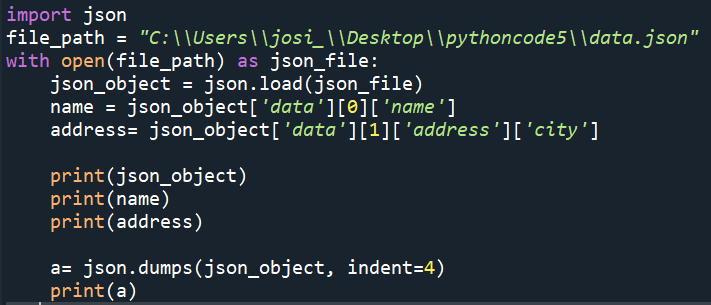 import json
file_path = "C:\\Users\\josi_\\Desktop\\pythoncode5\\data.json"
with open(file_path) as json_file:
    json_object = json.load(json_file)
    name = json_object['data'][0]['name']
    address= json_object['data'][1]['address']['city']

    print(json_object)
    print(name)
    print(address)

    a= json.dumps(json_object, indent=4)
    print(a)